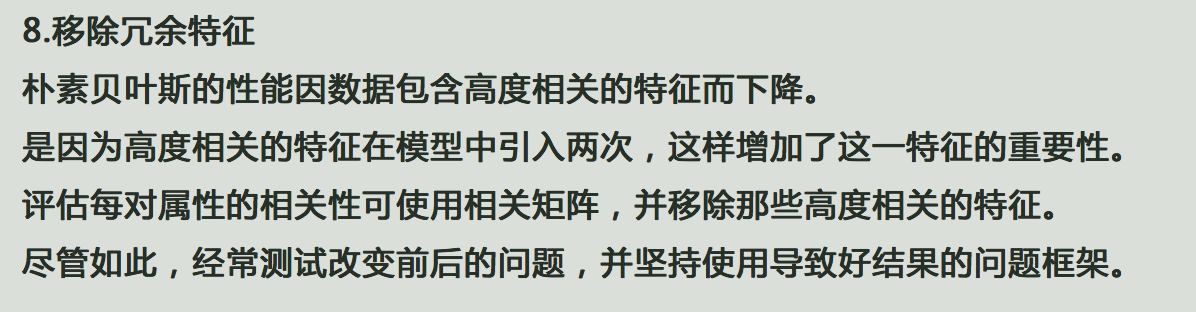 8.移除冗余特征
朴素贝叶斯的性能因数据包含高度相关的特征而下降。
是因为高度相关的特征在模型中引入两次，这样增加了这一特征的重要性。
评估每对属性的相关性可使用相关矩阵，并移除那些高度相关的特征。
尽管如此，经常测试改变前后的问题，并坚持使用导致好结果的问题框架。